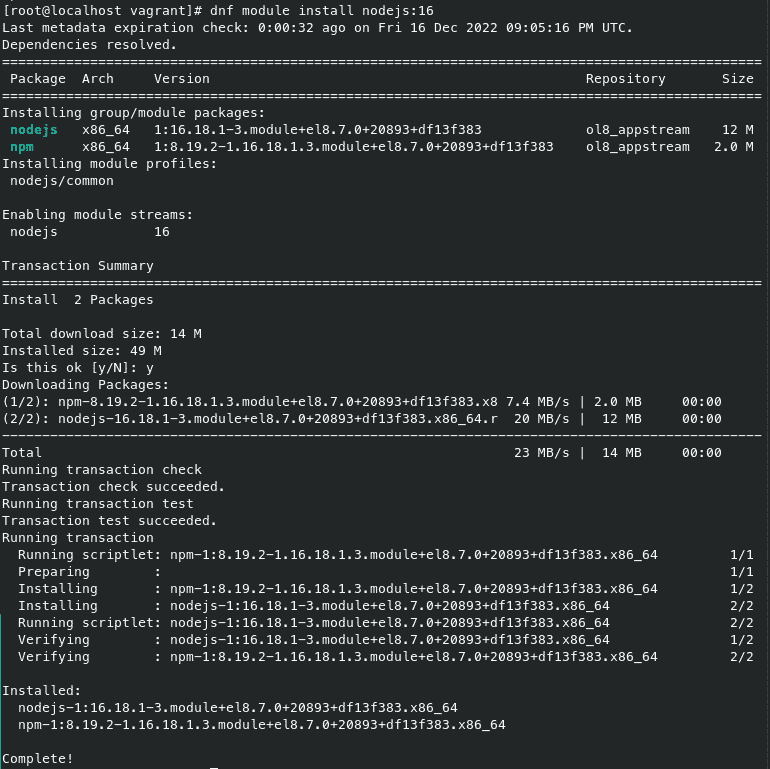 [root@localhost vagrant]# dnf module install nodejs:16
Last metadata expiration check: 0:00:32 ago on Fri 16 Dec 2022 09:05:16 PM UTC.
Dependencies resolved.
===============================================================================================
 Package  Arch     Version                                               Repository       Size
===============================================================================================
Installing group/module packages:
 nodejs   x86_64   1:16.18.1-3.module+el8.7.0+20893+df13f383             ol8_appstream    12 M
 npm      x86_64   1:8.19.2-1.16.18.1.3.module+el8.7.0+20893+df13f383    ol8_appstream   2.0 M
Installing module profiles:
 nodejs/common

Enabling module streams:
 nodejs            16

Transaction Summary
===============================================================================================
Install  2 Packages

Total download size: 14 M
Installed size: 49 M
Is this ok [y/N]: y
Downloading Packages:
(1/2): npm-8.19.2-1.16.18.1.3.module+el8.7.0+20893+df13f383.x8 7.4 MB/s | 2.0 MB     00:00
(2/2): nodejs-16.18.1-3.module+el8.7.0+20893+df13f383.x86_64.r  20 MB/s |  12 MB     00:00
-----------------------------------------------------------------------------------------------
Total                                                           23 MB/s |  14 MB     00:00
Running transaction check
Transaction check succeeded.
Running transaction test
Transaction test succeeded.
Running transaction
  Running scriptlet: npm-1:8.19.2-1.16.18.1.3.module+el8.7.0+20893+df13f383.x86_64         1/1
  Preparing        :                                                                       1/1
  Installing       : npm-1:8.19.2-1.16.18.1.3.module+el8.7.0+20893+df13f383.x86_64         1/2
  Installing       : nodejs-1:16.18.1-3.module+el8.7.0+20893+df13f383.x86_64               2/2
  Running scriptlet: nodejs-1:16.18.1-3.module+el8.7.0+20893+df13f383.x86_64               2/2
  Verifying        : nodejs-1:16.18.1-3.module+el8.7.0+20893+df13f383.x86_64               1/2
  Verifying        : npm-1:8.19.2-1.16.18.1.3.module+el8.7.0+20893+df13f383.x86_64         2/2

Installed:
  nodejs-1:16.18.1-3.module+el8.7.0+20893+df13f383.x86_64
  npm-1:8.19.2-1.16.18.1.3.module+el8.7.0+20893+df13f383.x86_64

Complete!